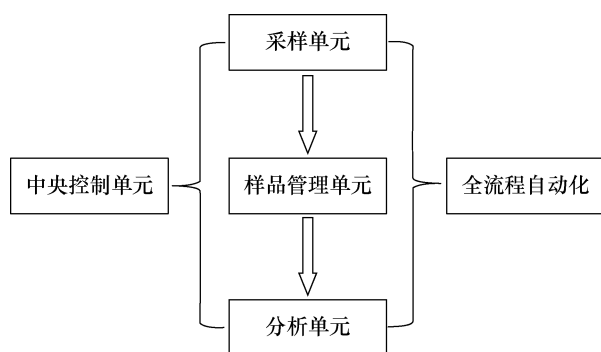 采样单元
中央控制单元
样品管理单元
全流程自动化
分析单元